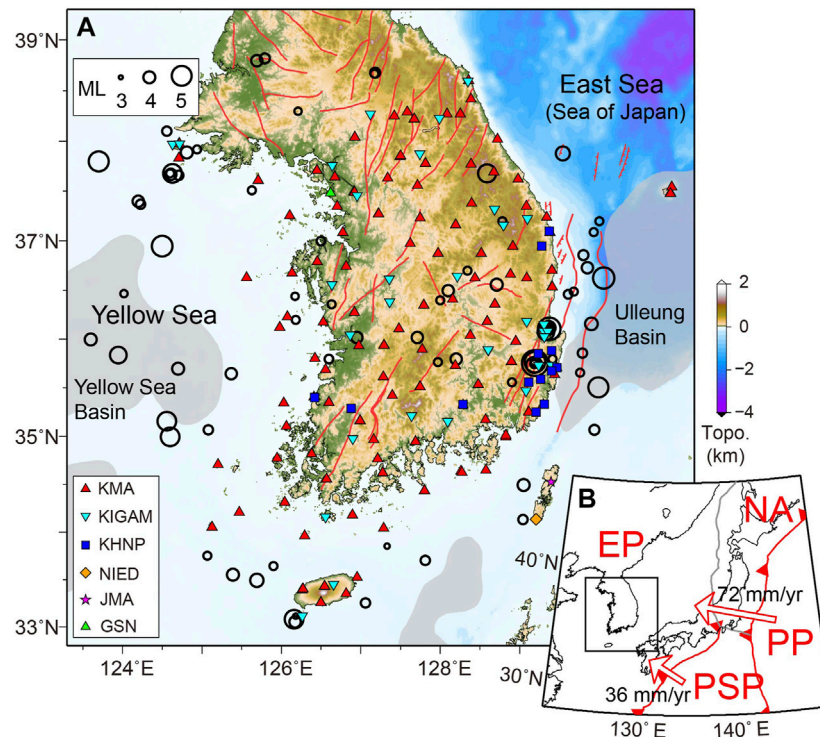 39°N
A
ML
3
4
5
East Sea
(Sea of Japan)
37°N
Yellow Sea
Ulleung
Basin
Yellow Sea
Basin
2
0
−2
−4
Topo.
(km)
35°N
KMA
KIGAM
KHNP
NIED
JMA
GSN
33°N
124°E
126°E
128°E
B
NA
EP
40°N
72 mm/yr
PP
PSP
36 mm/yr
30°N
130°E
140°E